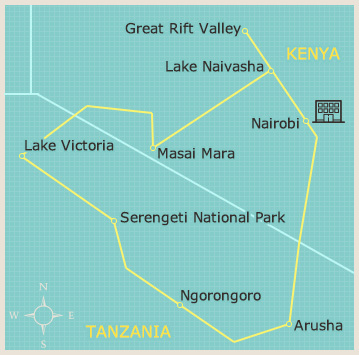 Great Rift Valley
KENYA
Lake Naivasha
Nairobi
Lake Victoria
Masai Mara
Serengeti National Park
Ngorongoro
N
W E
S
TANZANIA
Arusha